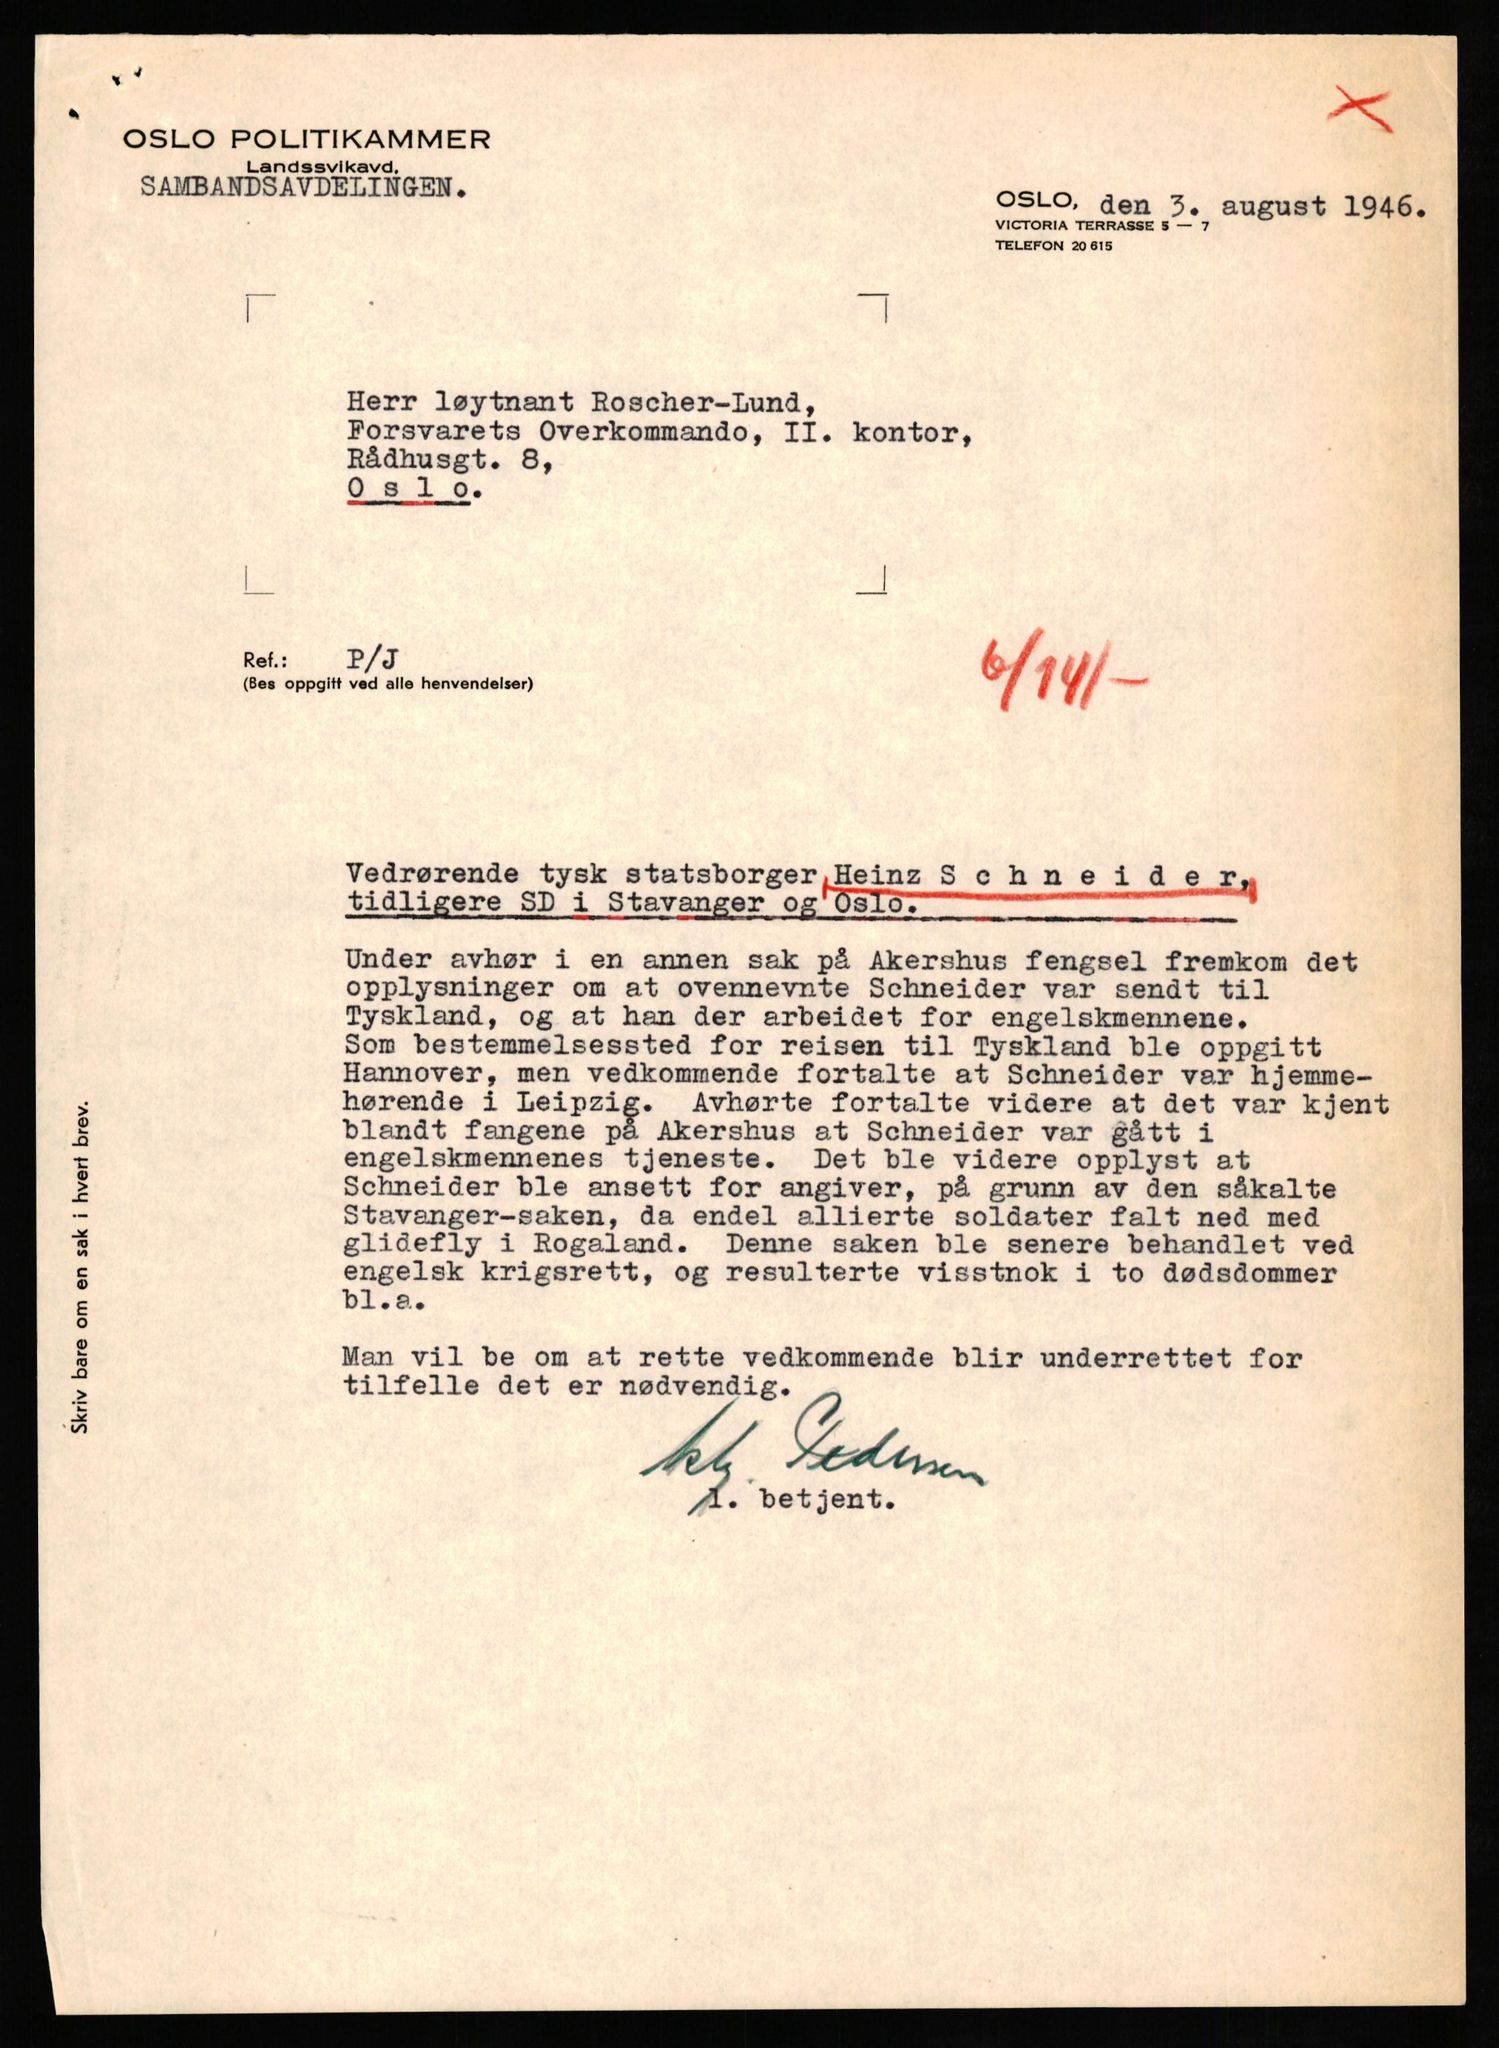 OSLO POLITIKAMMER
Landssvikavd.
SAMBANDSAVDELINGEN.
OSLO, den 3. august 1946.
VICTORIA TERRASSE 5 — 7
TELEFON 20 615
Herr løytnant Roscher-Lund,
Forsvarets Overkommando, II. kontor,
Rådhusgt. 8,
O s l o.
Ref.: P/J
(Bes oppgitt ved alle henvendelser)
6/14/-
Vedrørende tysk statsborger Heinz S c h n e i d e r,
tidligere SD i Stavanger og Oslo.
Under avhør i en annen sak på Akershus fengsel fremkom det
opplysninger om at ovennevnte Schneider var sendt til
Tyskland, og at han der arbeidet for engelskmennene.
Som bestemmelsessted for reisen til Tyskland ble oppgitt
Hannover, men vedkommende fortalte at Schneider var hjemme-
hørende i Leipzig. Avhørte fortalte videre at det var kjent
blandt fangene på Akershus at Schneider var gått i
engelskmennenes tjeneste. Det ble videre opplyst at
Schneider ble ansett for angiver, på grunn av den såkalte
Stavanger-saken, da endel allierte soldater falt ned med
glidefly i Rogaland. Denne saken ble senere behandlet ved
engelsk krigsrett, og resulterte visstnok i to dødsdommer
bl.a.
Man vil be om at rette vedkommende blir underrettet for
tilfelle det er nødvendig.
Pedersen
1. betjent.
Skriv bare om en sak i hvert brev.